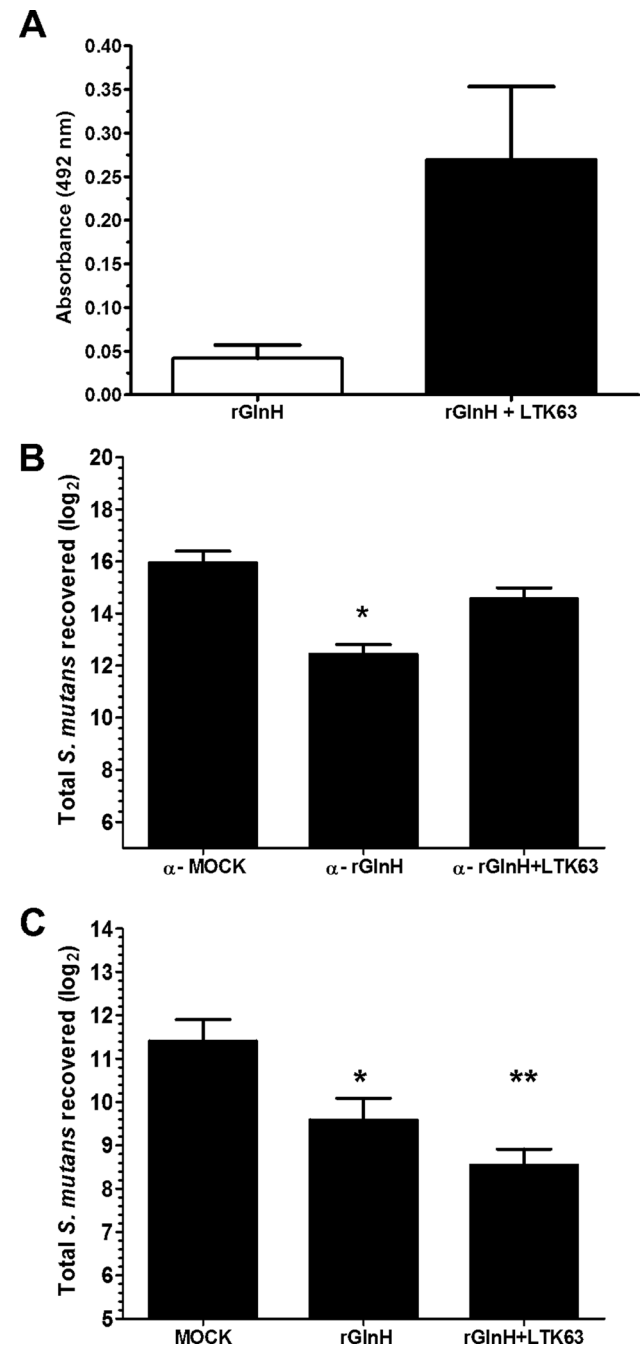 A
Absorbance (492 nm)
0.40
0.35
0.30
0.25
0.20
0.15
0.10
0.05
0.00
rGlnH
rGlnH + LTK63
B
Total S. mutans recovered (log₂)
20
18
16
14
12
10
8
6
*
α- MOCK
α- rGlnH
α- rGlnH+LTK63
C
Total S. mutans recovered (log₂)
14
13
12
11
10
9
8
7
6
5
*
**
MOCK
rGlnH
rGlnH+LTK63